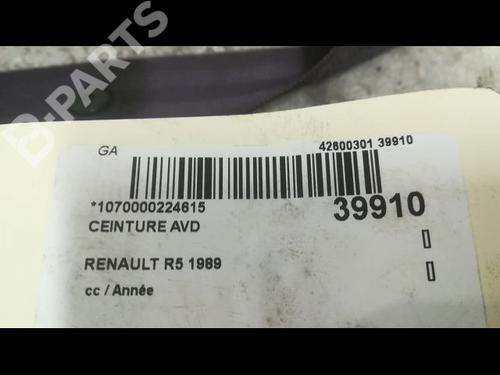 B-PARTS
GA
42600301 39910
*1070000224615
39910
CEINTURE AVD
RENAULT R5 1989
cc / Année